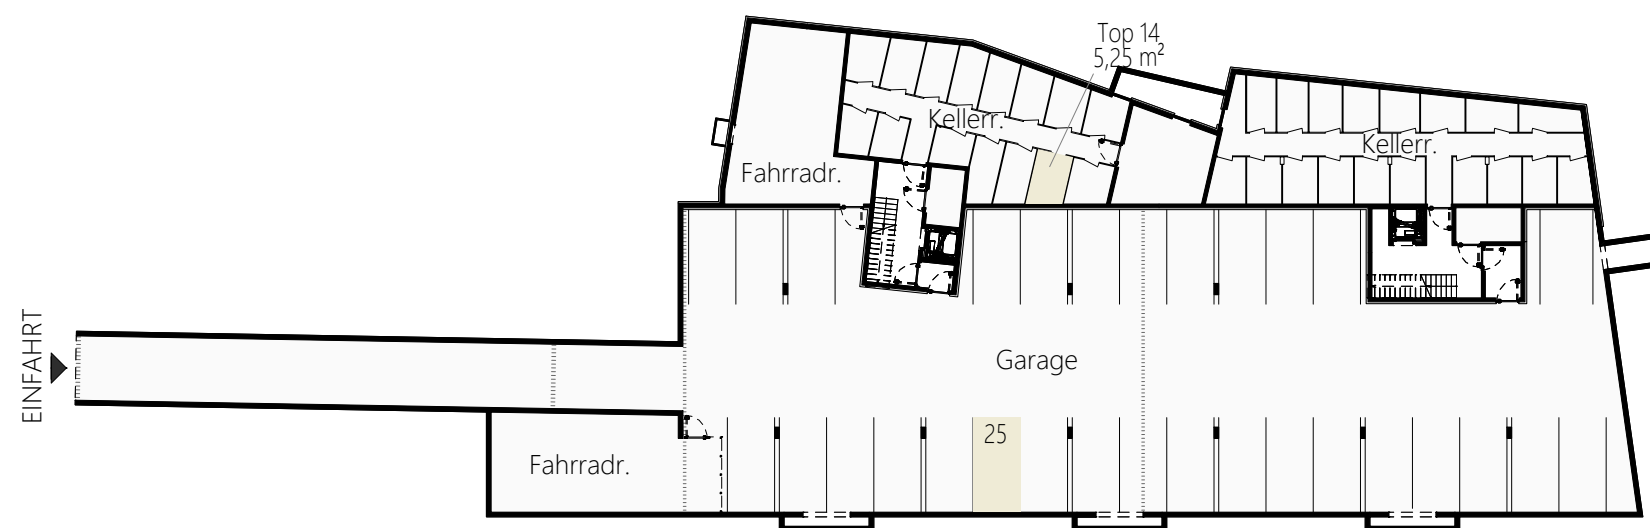 Top 14
5,25 m²
Kellerr.
Kellerr.
Fahrradr.
EINFAHRT
Garage
25
Fahrradr.